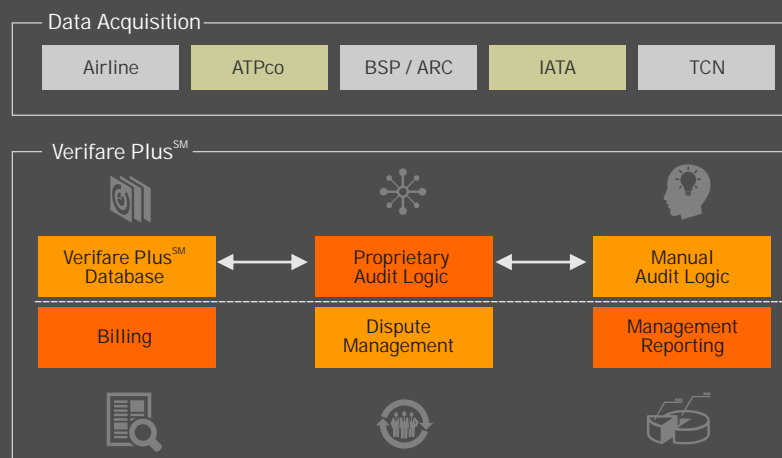 Data Acquisition
Airline
ATPco
BSP / ARC
IATA
TCN
Verifare Plus℠
Verifare Plus℠
Database
Proprietary
Audit Logic
Manual
Audit Logic
Billing
Dispute
Management
Management
Reporting